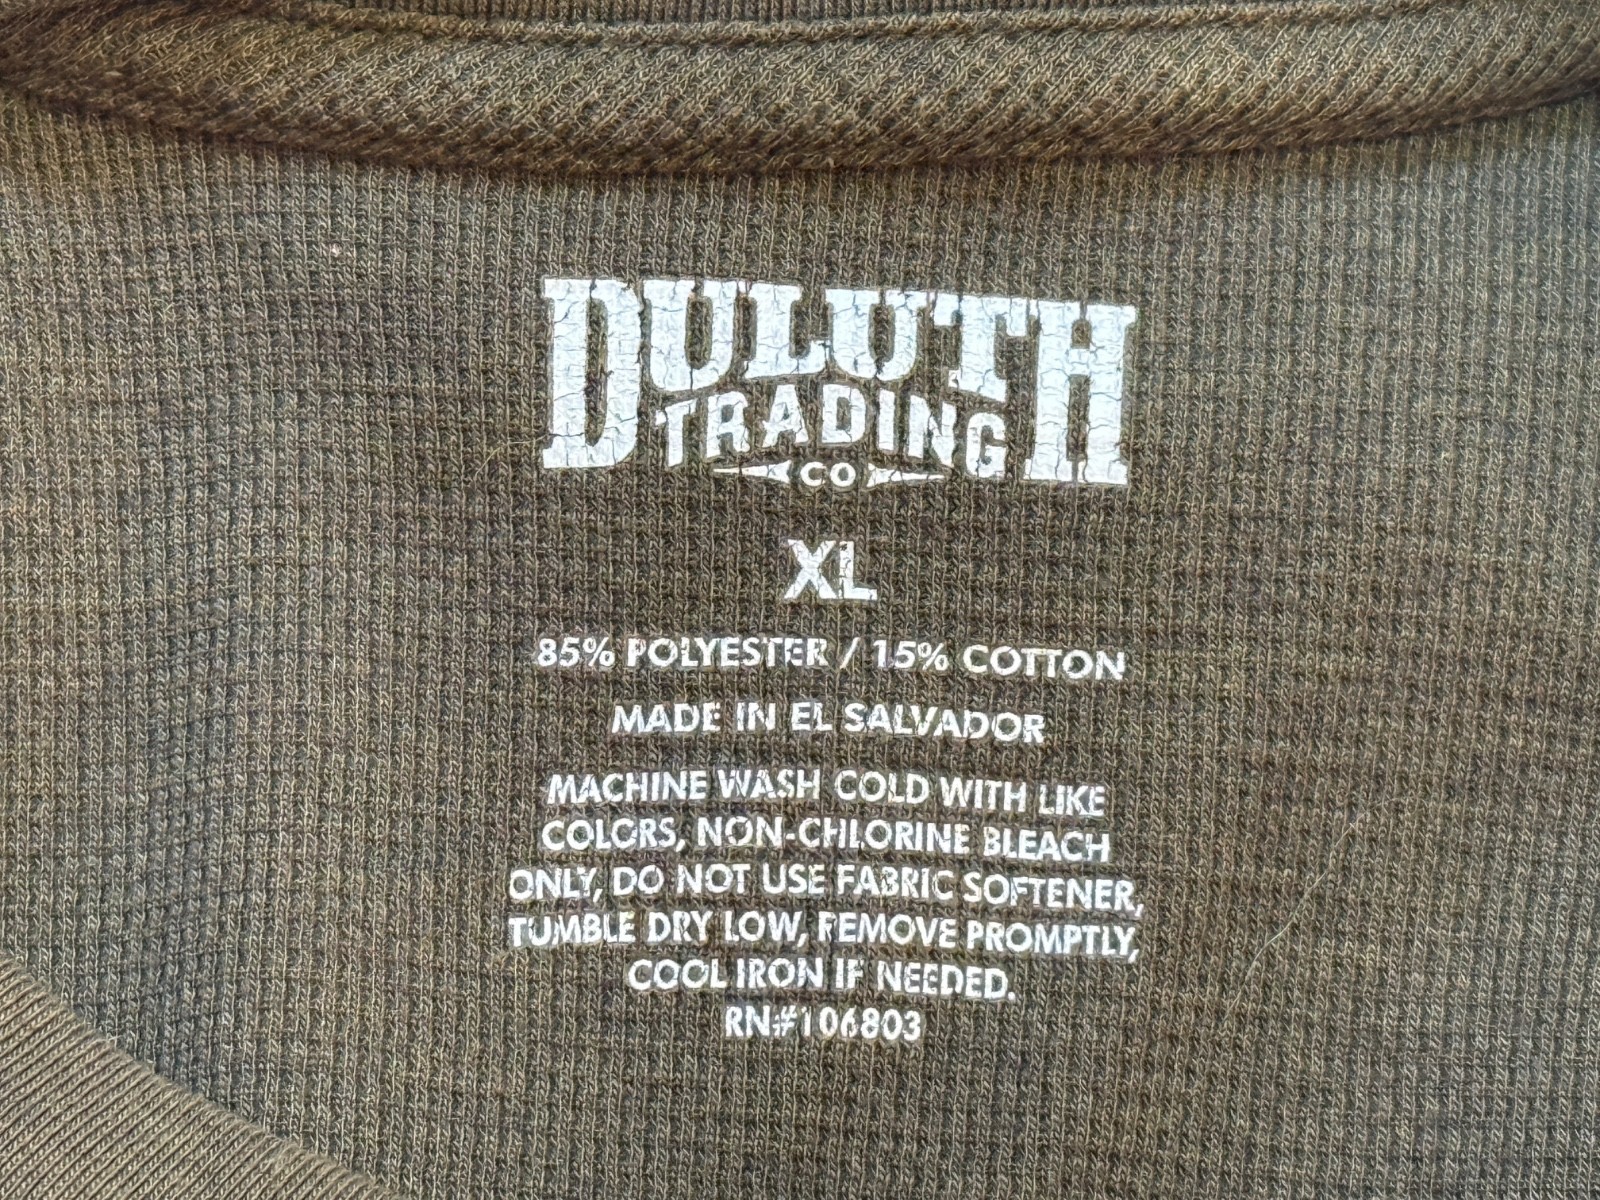 DULUTH
TRADING
CO
XL
85% POLYESTER / 15% COTTON
MADE IN EL SALVADOR
MACHINE WASH COLD WITH LIKE
COLORS, NON-CHLORINE BLEACH
ONLY, DO NOT USE FABRIC SOFTENER,
TUMBLE DRY LOW, REMOVE PROMPTLY,
COOL IRON IF NEEDED.
RN#106803